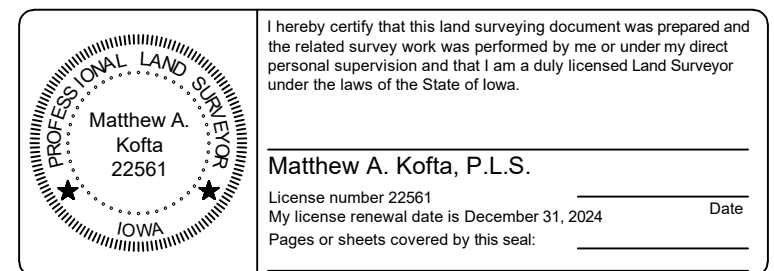 PROFESSIONAL LAND SURVEYOR
Matthew A.
Kofta
22561
IOWA
I hereby certify that this land surveying document was prepared and
the related survey work was performed by me or under my direct
personal supervision and that I am a duly licensed Land Surveyor
under the laws of the State of Iowa.
Matthew A. Kofta, P.L.S.
License number 22561
Date
My license renewal date is December 31, 2024
Pages or sheets covered by this seal: